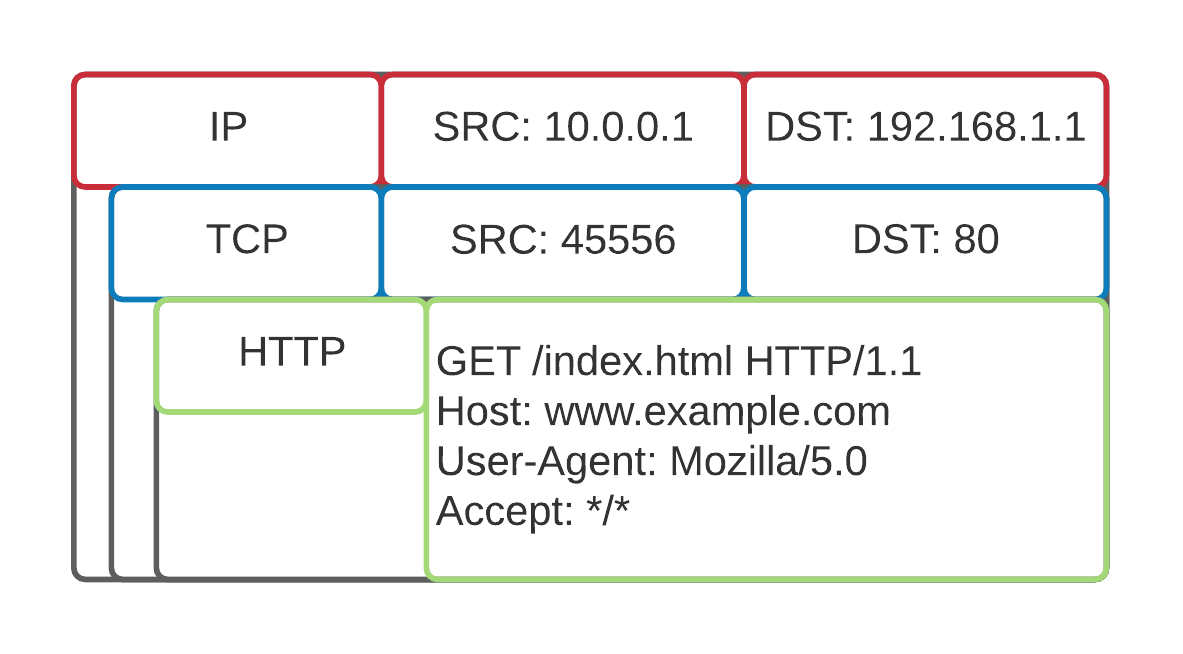 IP
SRC: 10.0.0.1
DST: 192.168.1.1
TCP
SRC: 45556
DST: 80
HTTP
GET /index.html HTTP/1.1
Host: www.example.com
User-Agent: Mozilla/5.0
Accept: */*